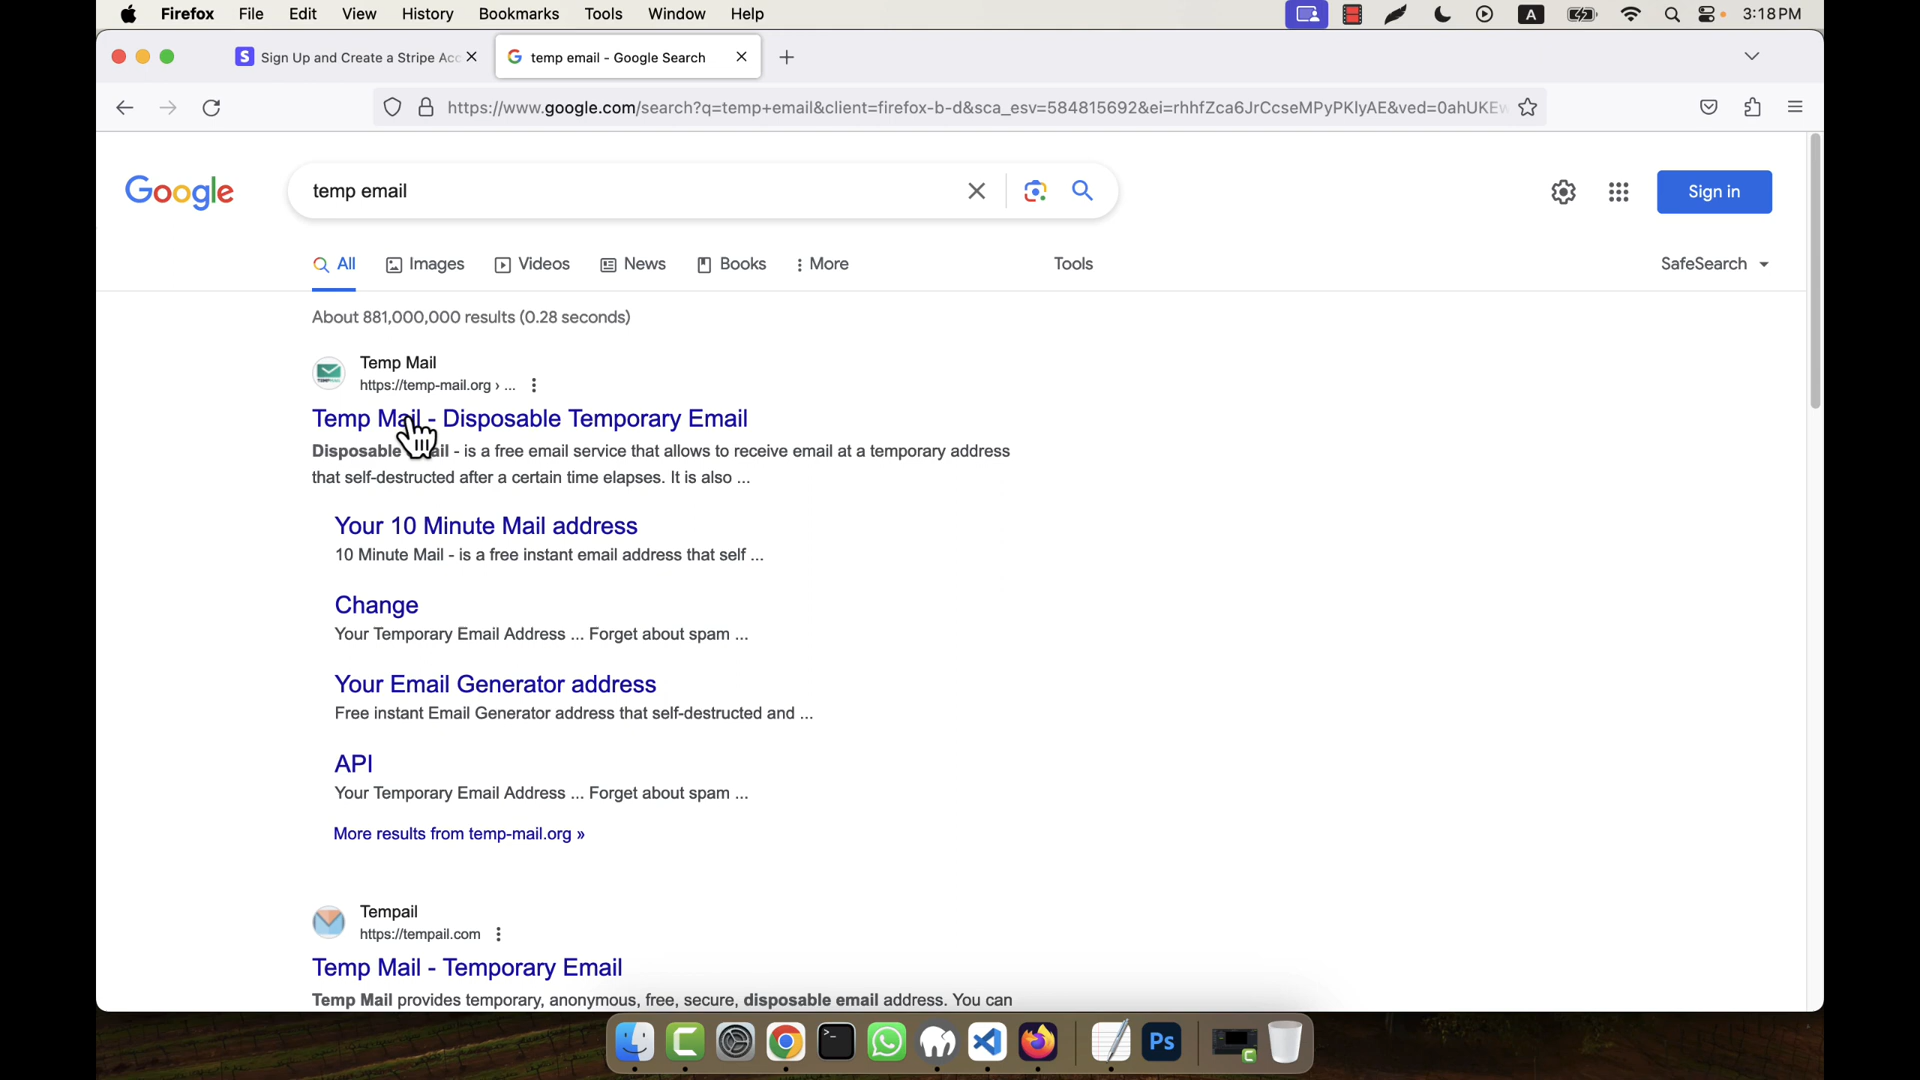 Firefox File Edit View History Bookmarks Tools Window Help A 3:18 PM
S Sign Up and Create a Stripe Acc temp email - Google Search
https://www.google.com/search?q=temp+email&client=firefox-b-d&sca_esv=584815692&ei=rhhfZca6JrCcseMPyPKlyAE&ved=0ahUKEw
Google temp email Sign in
All Images Videos News Books More Tools SafeSearch
About 881,000,000 results (0.28 seconds)
Temp Mail
https://temp-mail.org › ...
Temp Mail - Disposable Temporary Email
Disposable - is a free email service that allows to receive email at a temporary address
that self-destructed after a certain time elapses. It is also ...
Your 10 Minute Mail address
10 Minute Mail - is a free instant email address that self ...
Change
Your Temporary Email Address ... Forget about spam ...
Your Email Generator address
Free instant Email Generator address that self-destructed and ...
API
Your Temporary Email Address ... Forget about spam ...
More results from temp-mail.org »
Tempail
https://tempail.com
Temp Mail - Temporary Email
Temp Mail provides temporary, anonymous, free, secure, disposable email address. You can
Ps